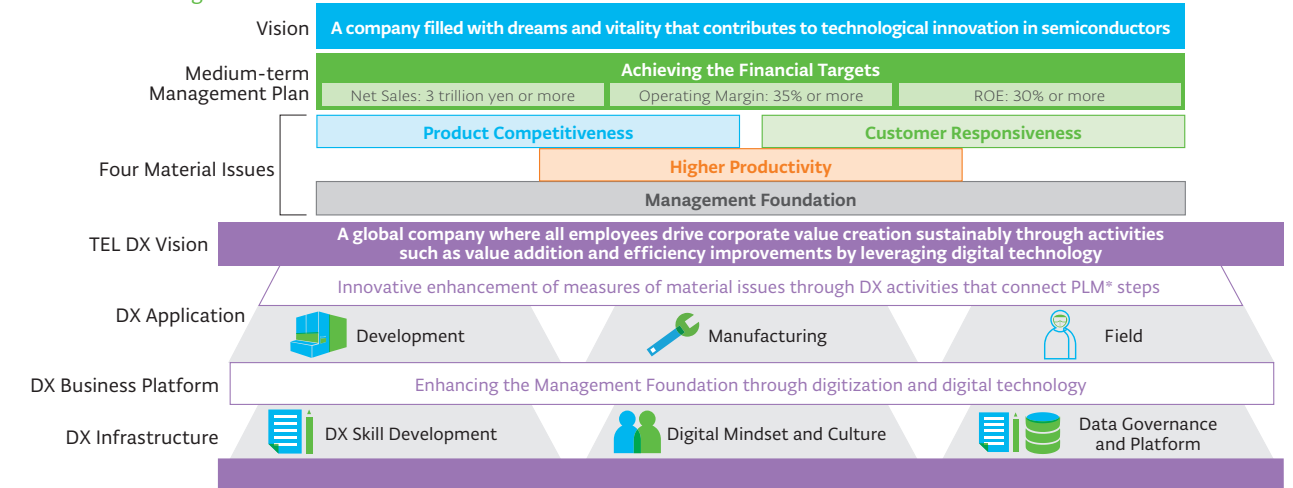 Vision
A company filled with dreams and vitality that contributes to technological innovation in semiconductors
Medium-term
Management Plan
Achieving the Financial Targets
Net Sales: 3 trillion yen or more
Operating Margin: 35% or more
ROE: 30% or more
Four Material Issues
Product Competitiveness
Customer Responsiveness
Higher Productivity
Management Foundation
TEL DX Vision
A global company where all employees drive corporate value creation sustainably through activities
such as value addition and efficiency improvements by leveraging digital technology
DX Application
Innovative enhancement of measures of material issues through DX activities that connect PLM* steps
Development
Manufacturing
Field
DX Business Platform
Enhancing the Management Foundation through digitization and digital technology
DX Infrastructure
DX Skill Development
Digital Mindset and Culture
Data Governance
and Platform